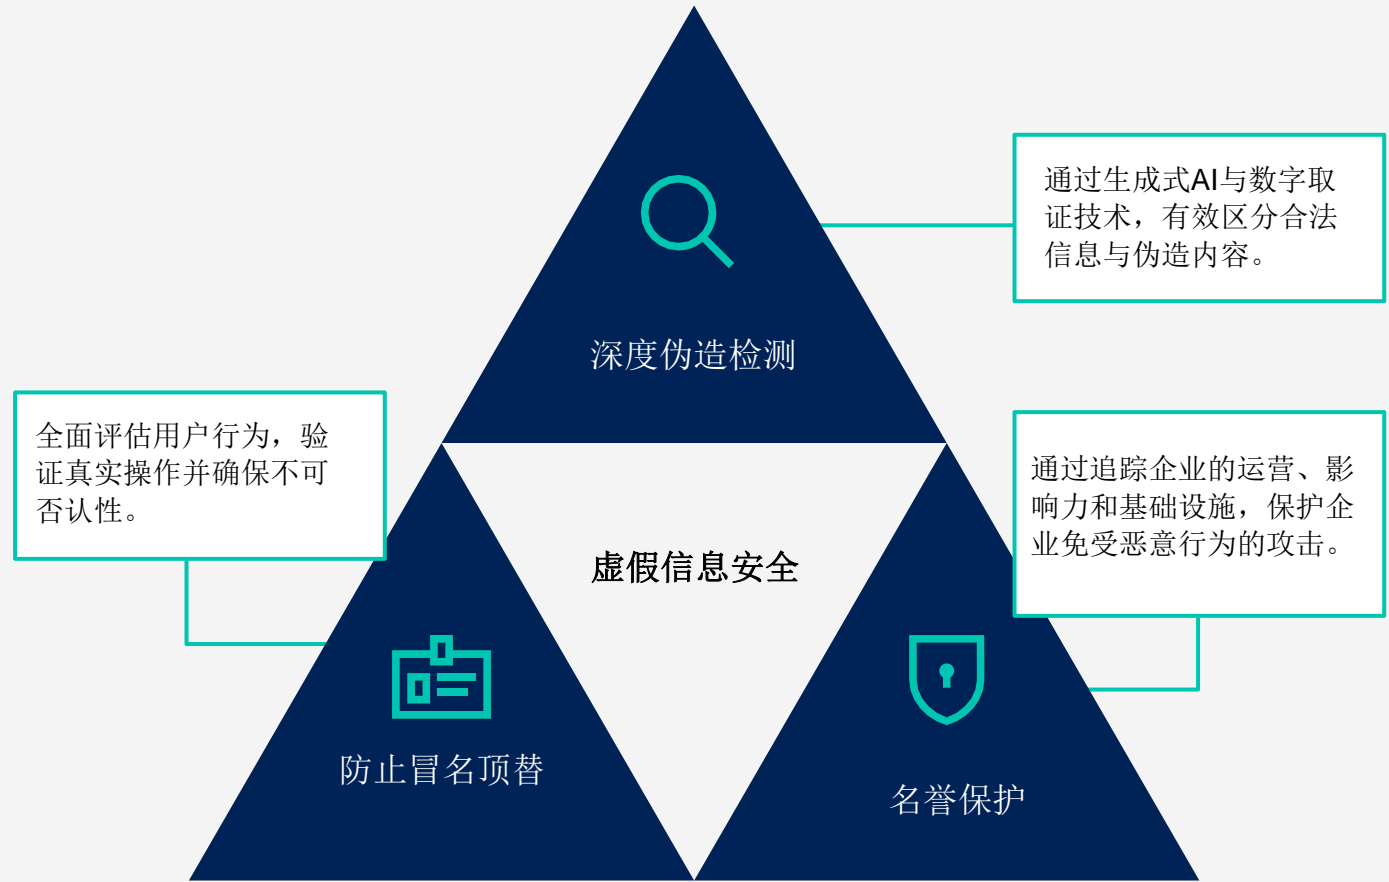 通过生成式AI与数字取
证技术，有效区分合法
信息与伪造内容。
深度伪造检测
全面评估用户行为，验
证真实操作并确保不可
否认性。
通过追踪企业的运营、影
响力和基础设施，保护企
业免受恶意行为的攻击。
虚假信息安全
防止冒名顶替
名誉保护